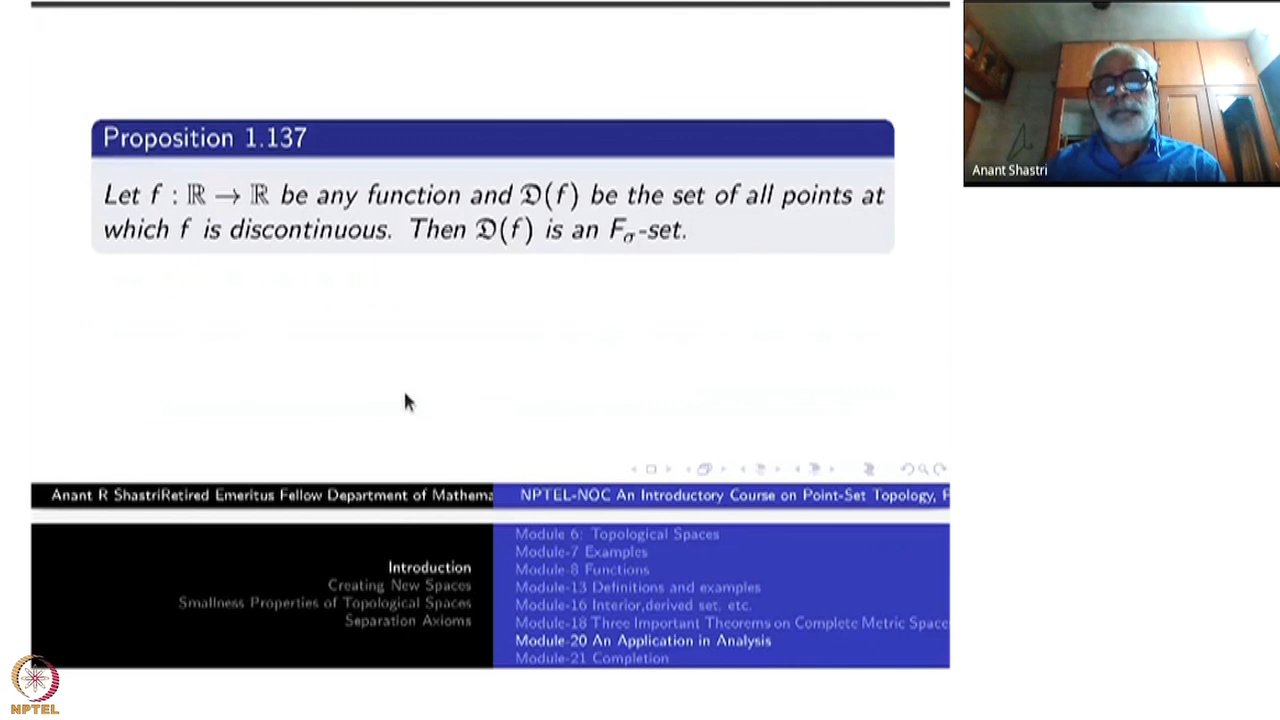 Proposition 1.137
Let f : ℝ → ℝ be any function and 𝔇(f) be the set of all points at
which f is discontinuous. Then 𝔇(f) is an Fσ-set.
Anant Shastri
Anant R ShastriRetired Emeritus Fellow Department of Mathema
NPTEL-NOC An Introductory Course on Point-Set Topology, P
Introduction
Creating New Spaces
Smallness Properties of Topological Spaces
Separation Axioms
Module 6: Topological Spaces
Module-7 Examples
Module-8 Functions
Module-13 Definitions and examples
Module-16 Interior,derived set, etc.
Module-18 Three Important Theorems on Complete Metric Space
Module-20 An Application in Analysis
Module-21 Completion
NPTEL